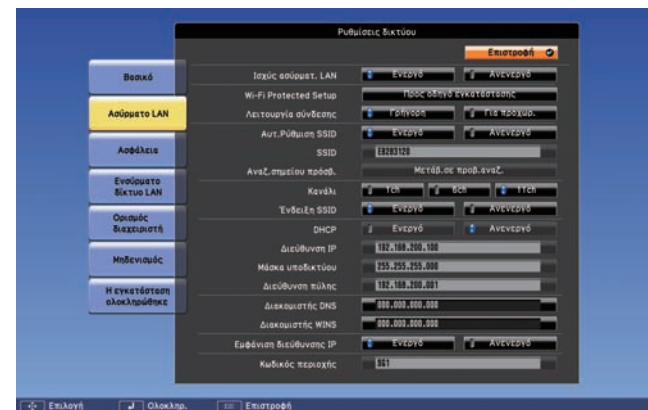 Ρυθμίσεις δικτύου
Επιστροφή
Βασικό
Ασύρματο LAN
Ασφάλεια
Ενσύρματο
δίκτυο LAN
Ορισμός
διαχειριστή
Μηδενισμός
Η εγκατάσταση
ολοκληρώθηκε
Ισχύς ασύρματ. LAN Ενεργό Ανενεργό
Wi-Fi Protected Setup Προς οδηγό εγκατάστασης
Λειτουργία σύνδεσης Γρήγορη Για προχωρ.
Αυτ.Ρύθμιση SSID Ενεργό Ανενεργό
SSID EB283128
Αναζ.σημείου πρόσβ. Μετάβ.σε προβ.αναζ.
Κανάλι 1ch 6ch 11ch
Ένδειξη SSID Ενεργό Ανενεργό
DHCP Ενεργό Ανενεργό
Διεύθυνση IP 192.168.200.100
Μάσκα υποδικτύου 255.255.255.000
Διεύθυνση πύλης 192.168.200.001
Διακομιστής DNS 000.000.000.000
Διακομιστής WINS 000.000.000.000
Εμφάνιση διεύθυνσης IP Ενεργό Ανενεργό
Κωδικός περιοχής SG1
Επιλογή Ολοκληρ. Επιστροφή